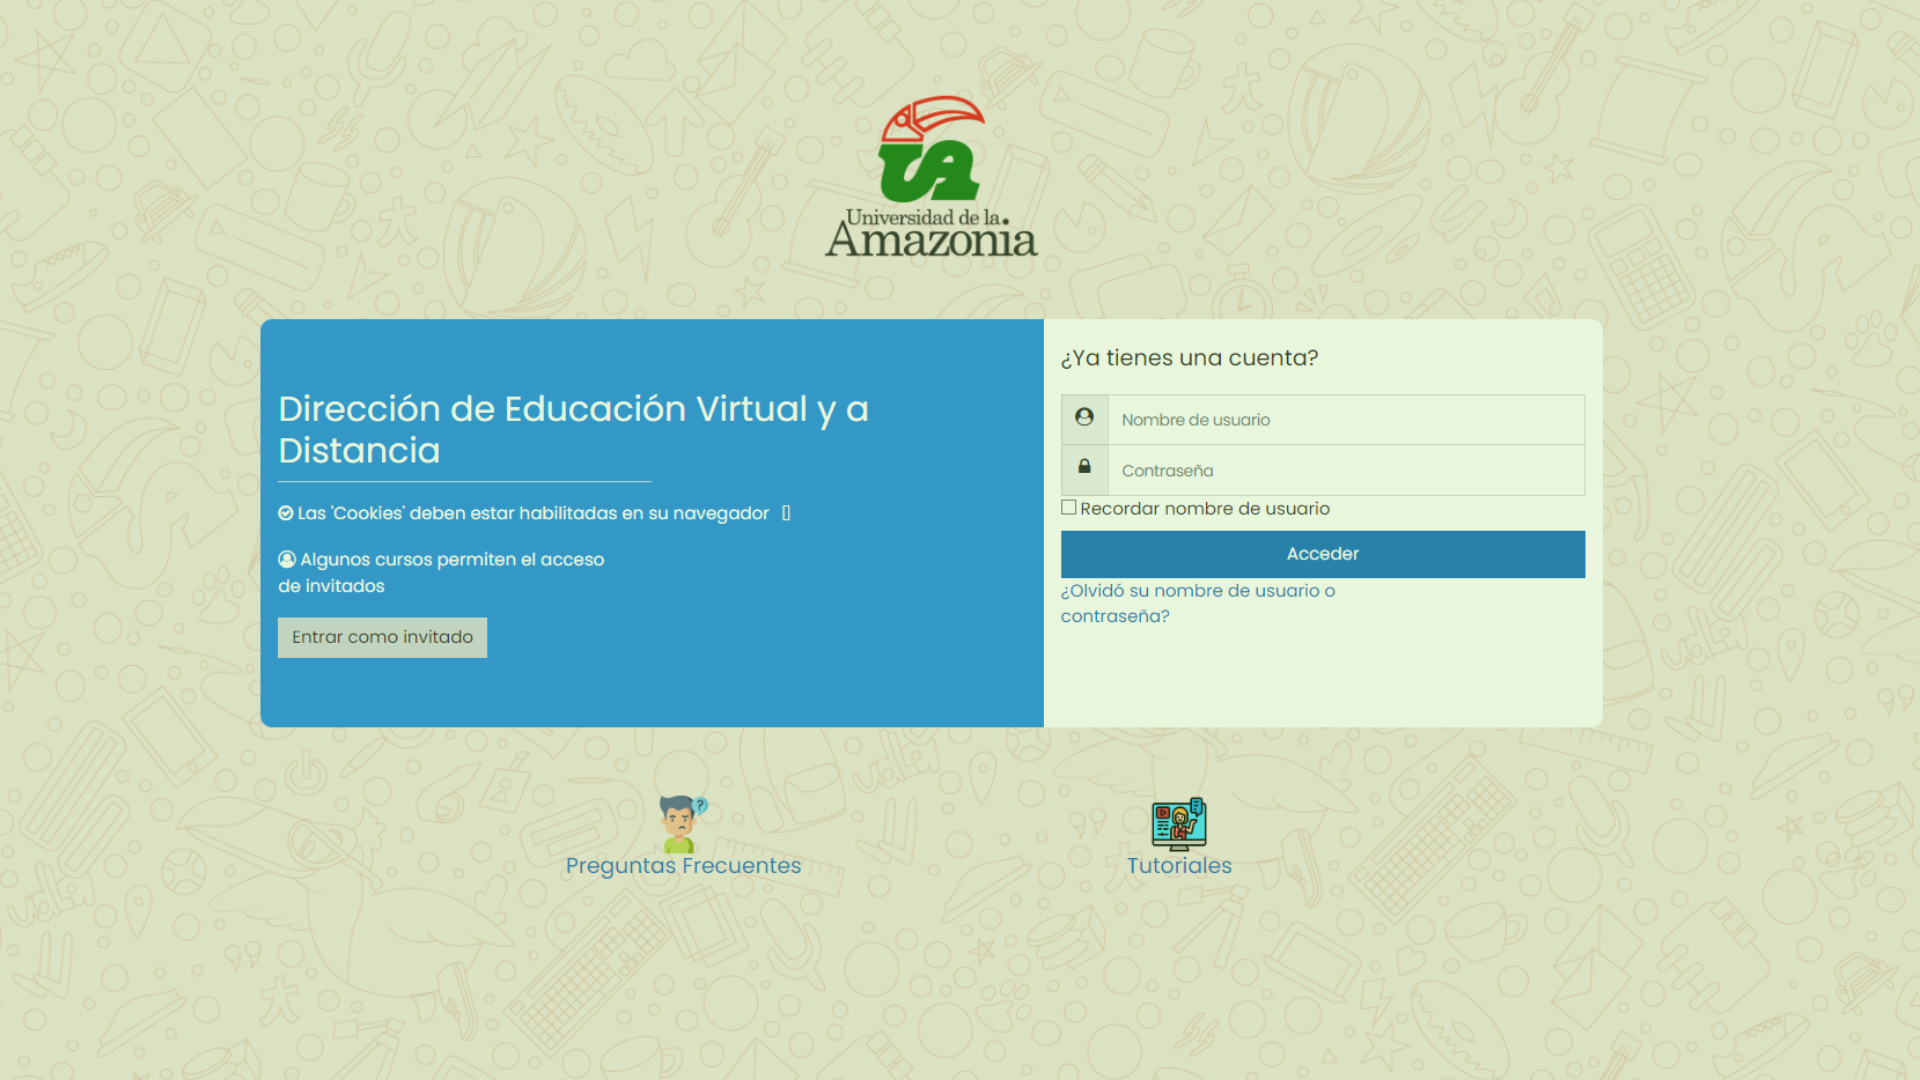 Universidad de la
Amazonia
Dirección de Educación Virtual y a
Distancia
Las 'Cookies' deben estar habilitadas en su navegador
Algunos cursos permiten el acceso
de invitados
Entrar como invitado
¿Ya tienes una cuenta?
Nombre de usuario
Contraseña
Recordar nombre de usuario
Acceder
¿Olvidó su nombre de usuario o
contraseña?
Preguntas Frecuentes
Tutoriales